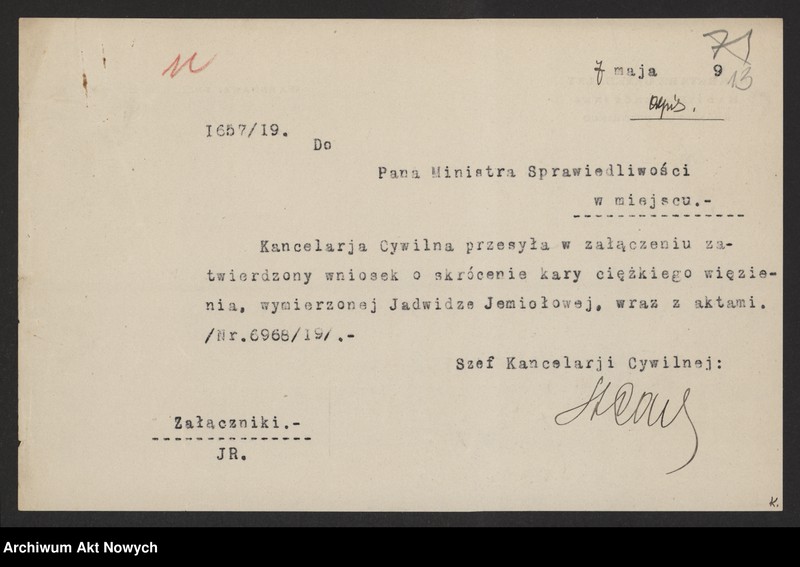 7 maja 9
13
odpis.
1657/19.
Do
Pana Ministra Sprawiedliwości
w miejscu.-
Kancelarja Cywilna przesyła w załączeniu za-
twierdzony wniosek o skrócenie kary ciężkiego więzie-
nia, wymierzonej Jadwidze Jemiołowej, wraz z aktami.
/Nr.6968/19/.-
Szef Kancelarji Cywilnej:
Załączniki.-
JR.
K.
Archiwum Akt Nowych